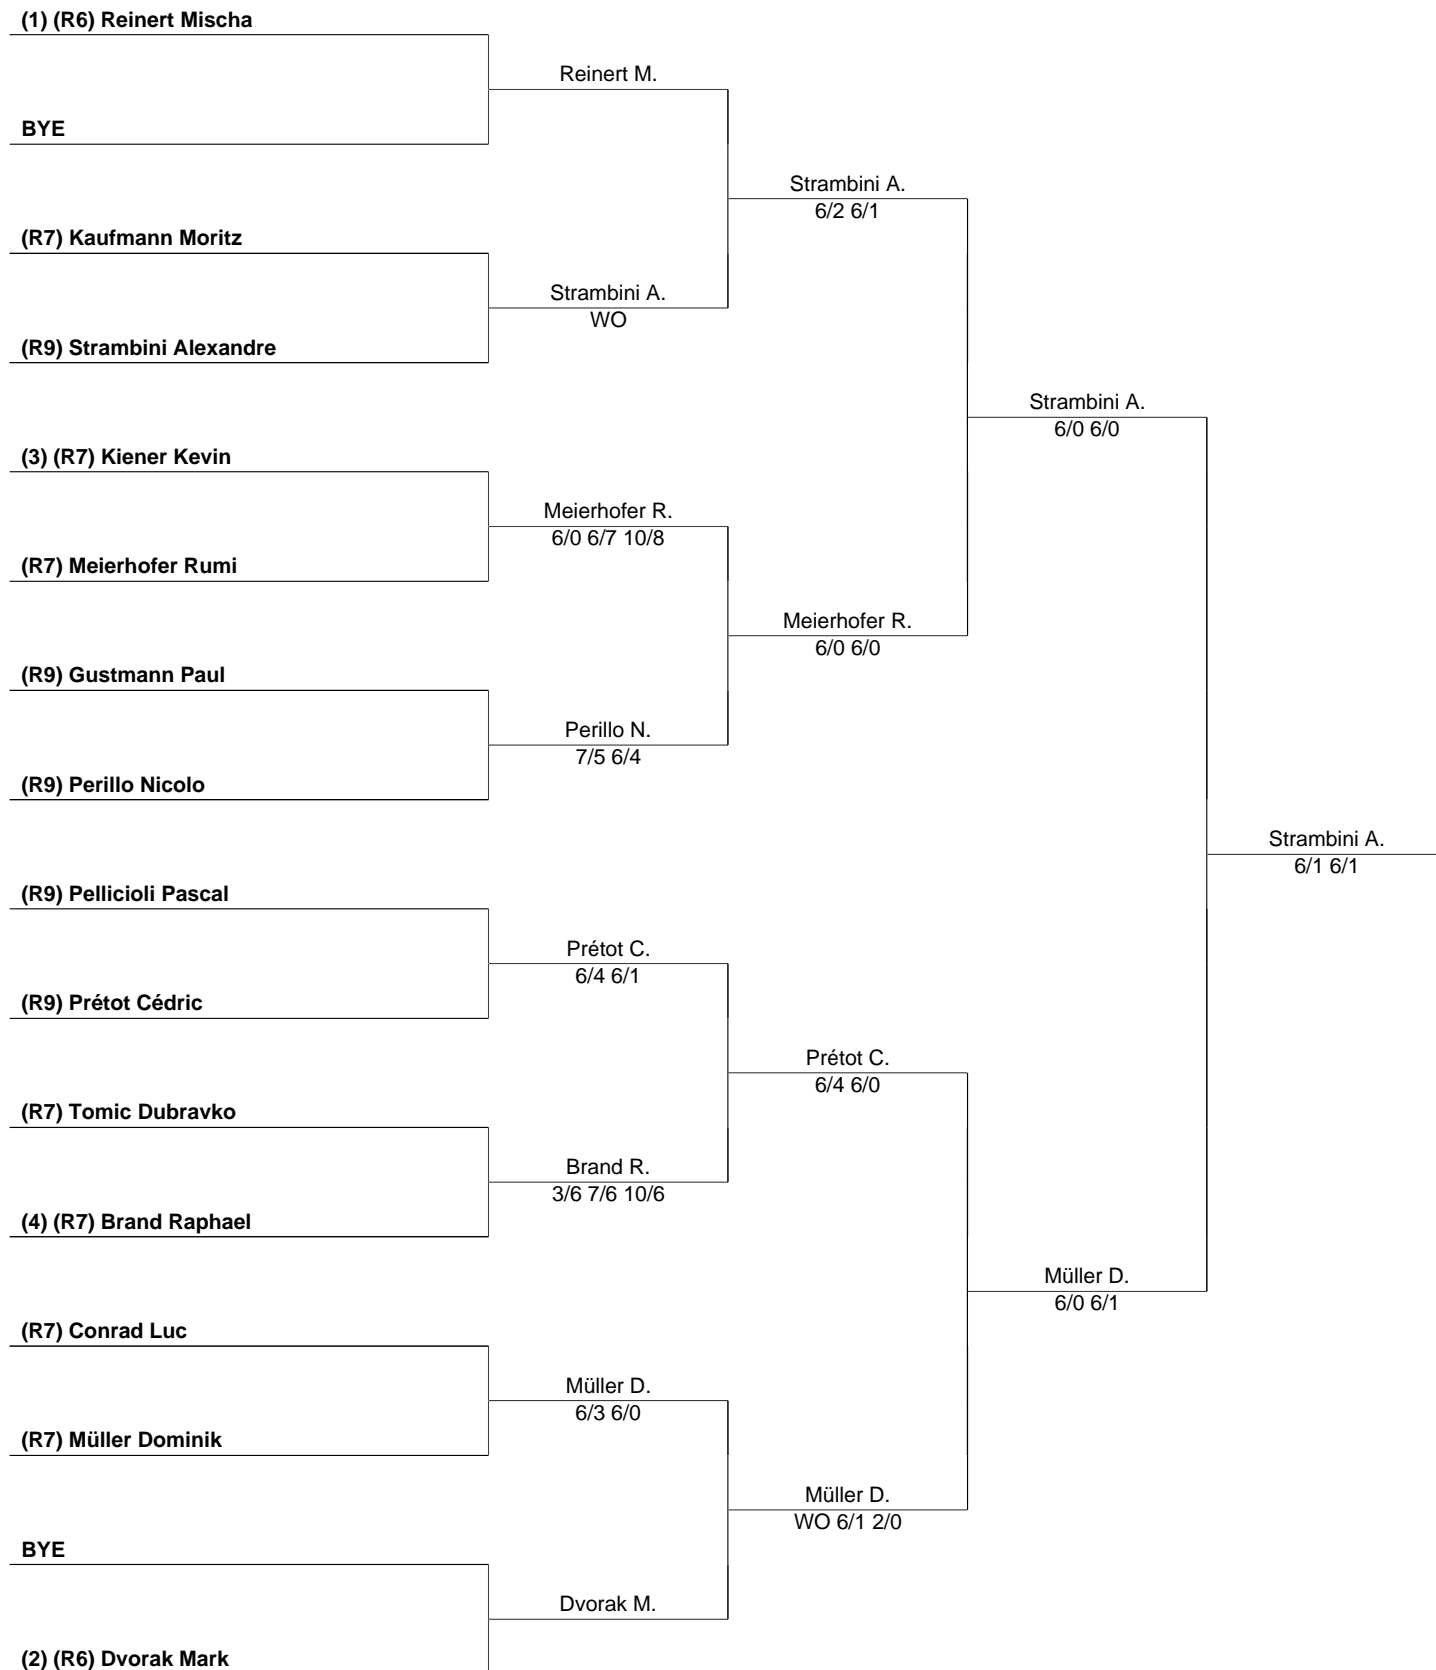 (1) (R6) Reinert Mischa
Reinert M.
BYE
Strambini A.
6/2 6/1
(R7) Kaufmann Moritz
Strambini A.
WO
(R9) Strambini Alexandre
Strambini A.
6/0 6/0
(3) (R7) Kiener Kevin
Meierhofer R.
6/0 6/7 10/8
(R7) Meierhofer Rumi
Meierhofer R.
6/0 6/0
(R9) Gustmann Paul
Perillo N.
7/5 6/4
(R9) Perillo Nicolo
Strambini A.
6/1 6/1
(R9) Pellicioli Pascal
Prétot C.
6/4 6/1
(R9) Prétot Cédric
Prétot C.
6/4 6/0
(R7) Tomic Dubravko
Brand R.
3/6 7/6 10/6
(4) (R7) Brand Raphael
Müller D.
6/0 6/1
(R7) Conrad Luc
Müller D.
6/3 6/0
(R7) Müller Dominik
Müller D.
WO 6/1 2/0
BYE
Dvorak M.
(2) (R6) Dvorak Mark